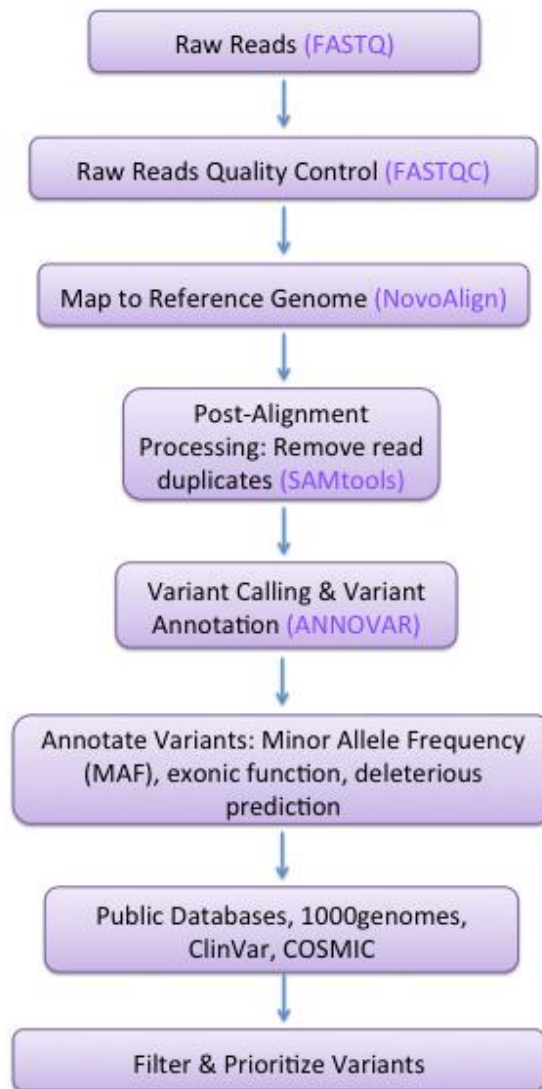 Raw Reads (FASTQ)
Raw Reads Quality Control (FASTQC)
Map to Reference Genome (NovoAlign)
Post-Alignment
Processing: Remove read
duplicates (SAMtools)
Variant Calling & Variant
Annotation (ANNOVAR)
Annotate Variants: Minor Allele Frequency
(MAF), exonic function, deleterious
prediction
Public Databases, 1000genomes,
ClinVar, COSMIC
Filter & Prioritize Variants